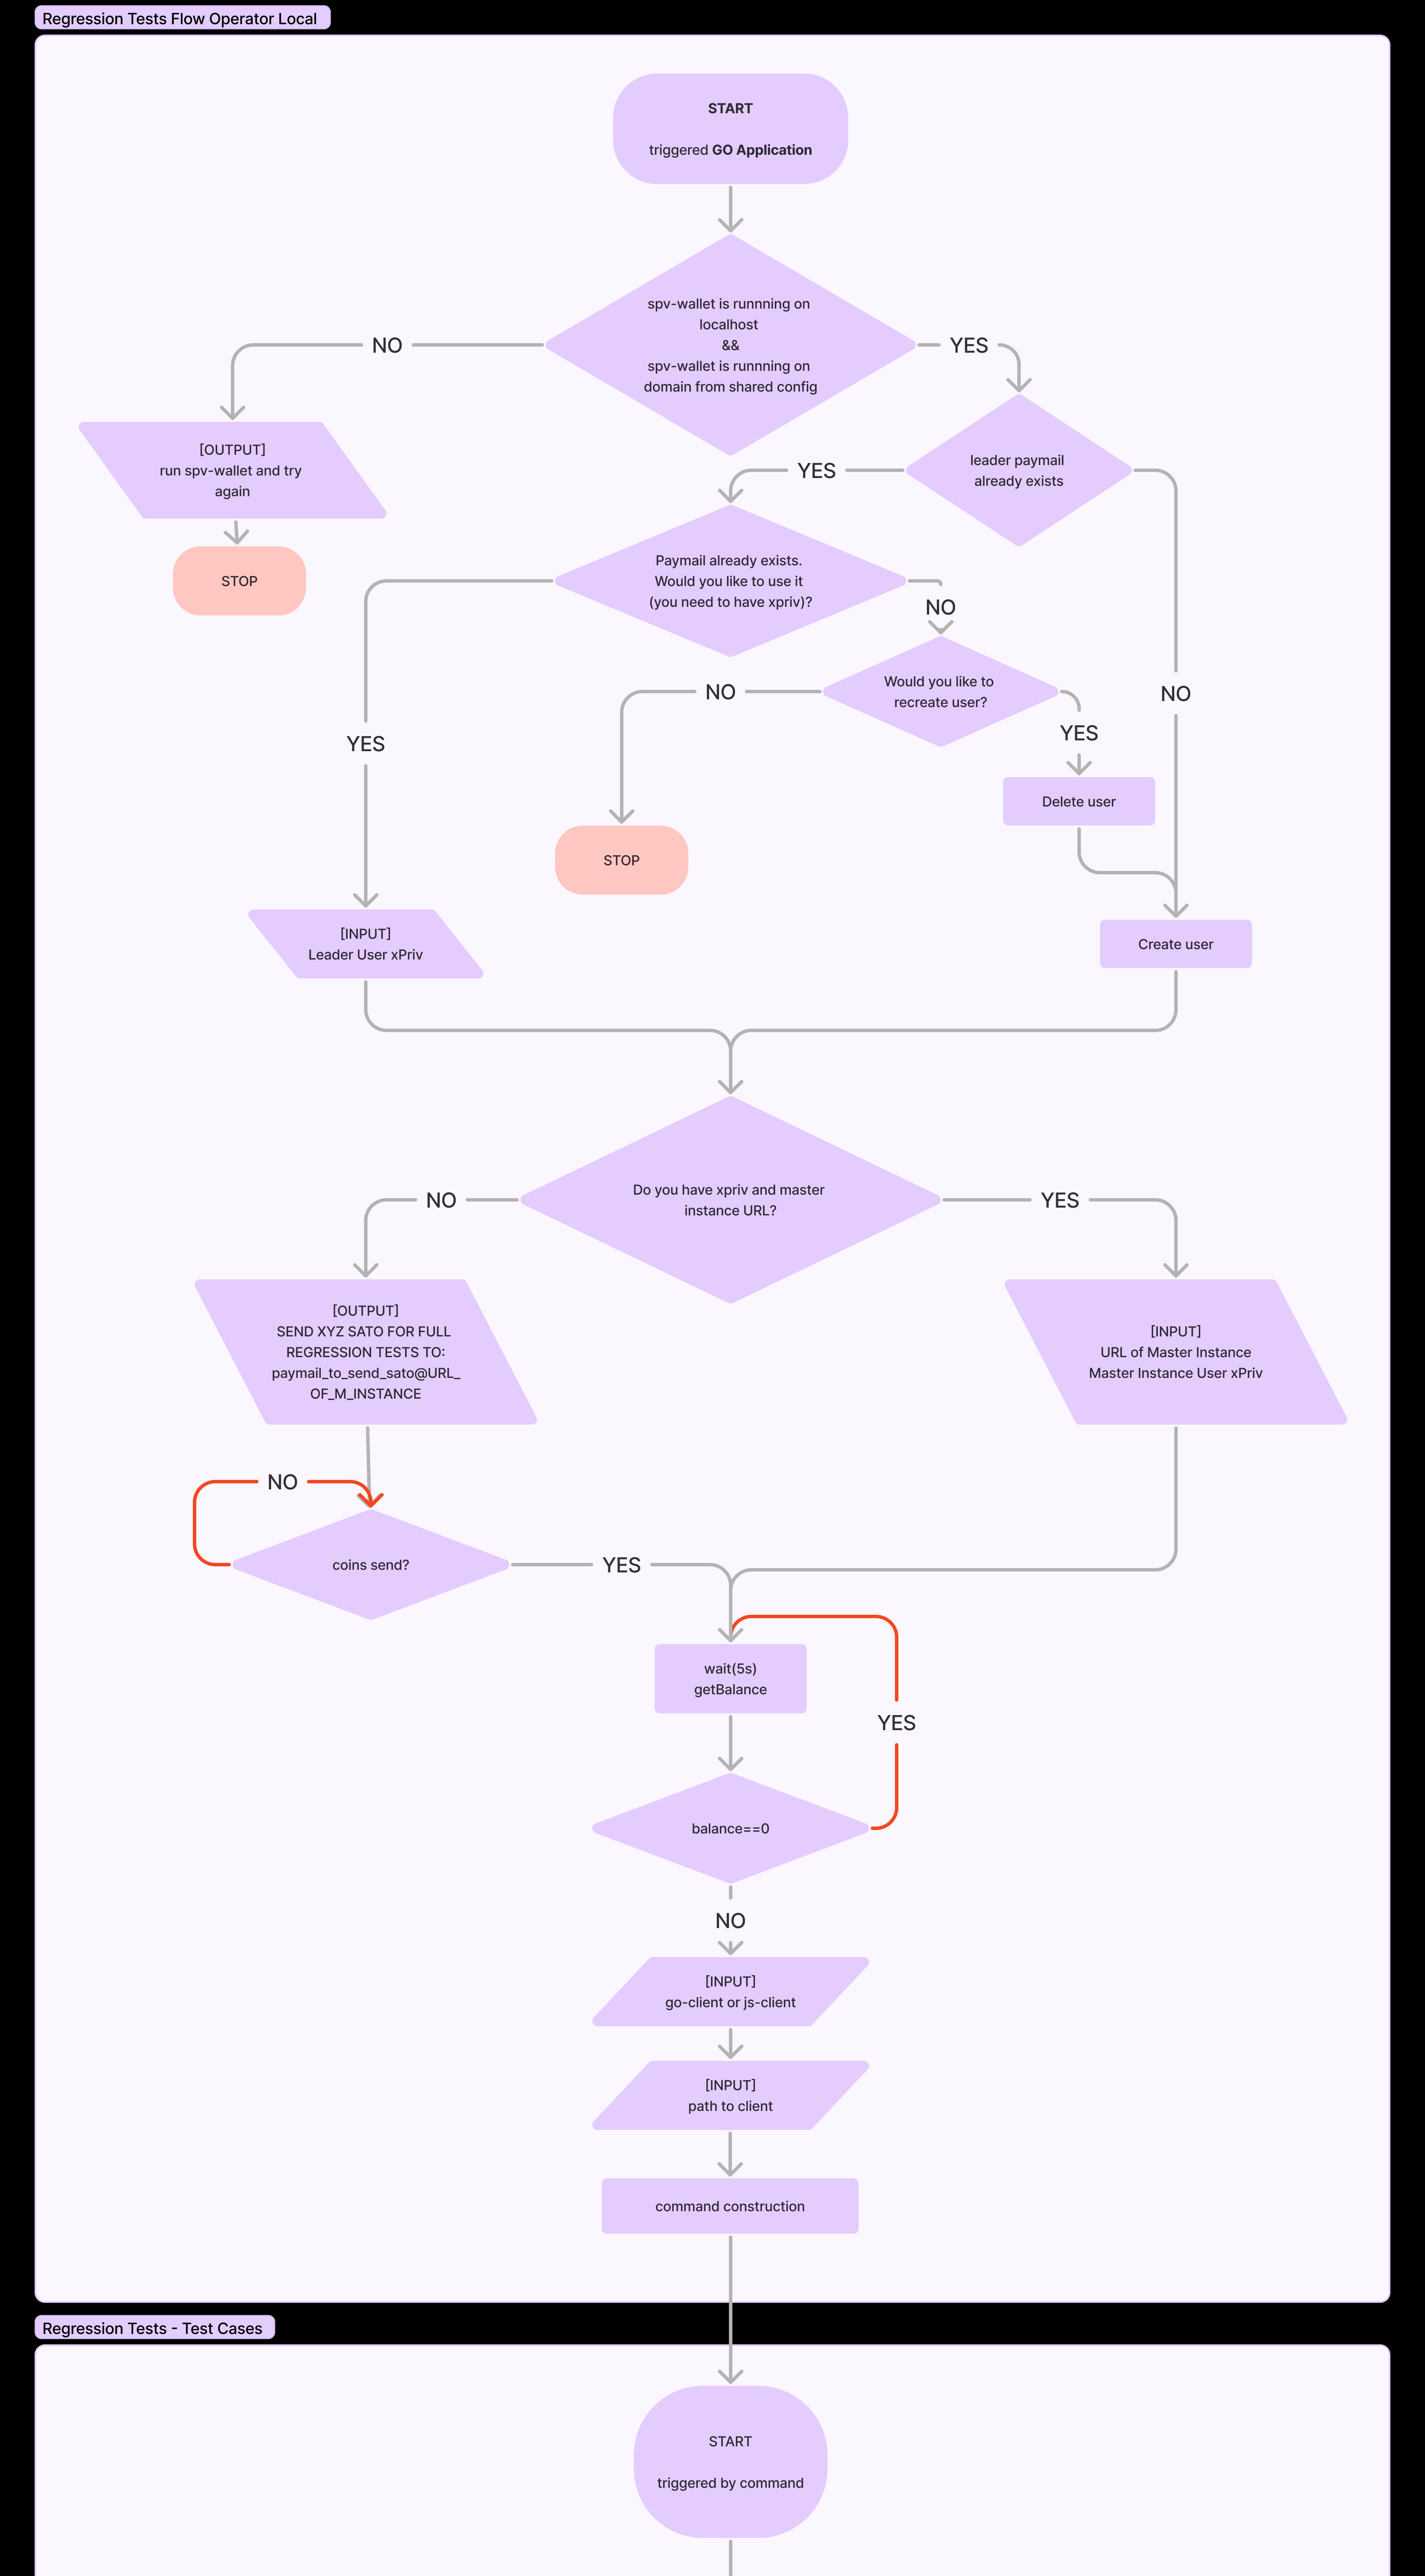 Regression Tests Flow Operator Local
START
triggered GO Application
spv-wallet is runnning on
localhost
&&
spv-wallet is runnning on
domain from shared config
NO
YES
[OUTPUT]
run spv-wallet and try
again
STOP
leader paymail
already exists
YES
NO
Paymail already exists.
Would you like to use it
(you need to have xpriv)?
NO
YES
Would you like to
recreate user?
NO
YES
Delete user
STOP
[INPUT]
Leader User xPriv
Create user
Do you have xpriv and master
instance URL?
NO
YES
[OUTPUT]
SEND XYZ SATO FOR FULL
REGRESSION TESTS TO:
paymail_to_send_sato@URL_
OF_M_INSTANCE
[INPUT]
URL of Master Instance
Master Instance User xPriv
NO
coins send?
YES
wait(5s)
getBalance
YES
balance==0
NO
[INPUT]
go-client or js-client
[INPUT]
path to client
command construction
Regression Tests - Test Cases
START
triggered by command